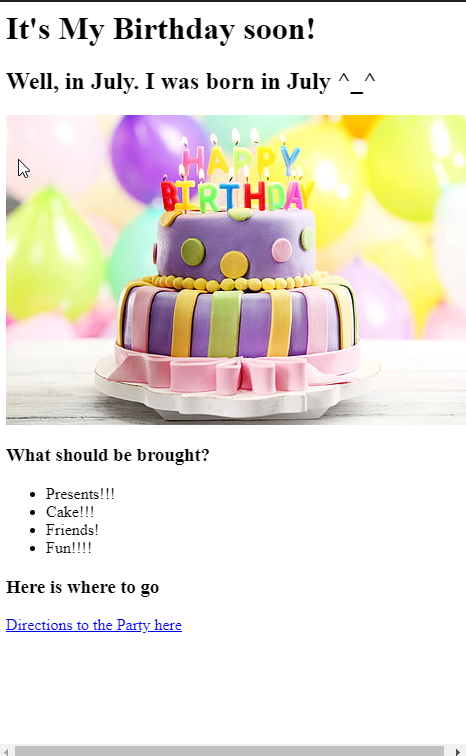 It's My Birthday soon!
Well, in July. I was born in July ^_^
HAPPY
BIRTHDAY
What should be brought?
Presents!!!
Cake!!!
Friends!
Fun!!!!
Here is where to go
Directions to the Party here